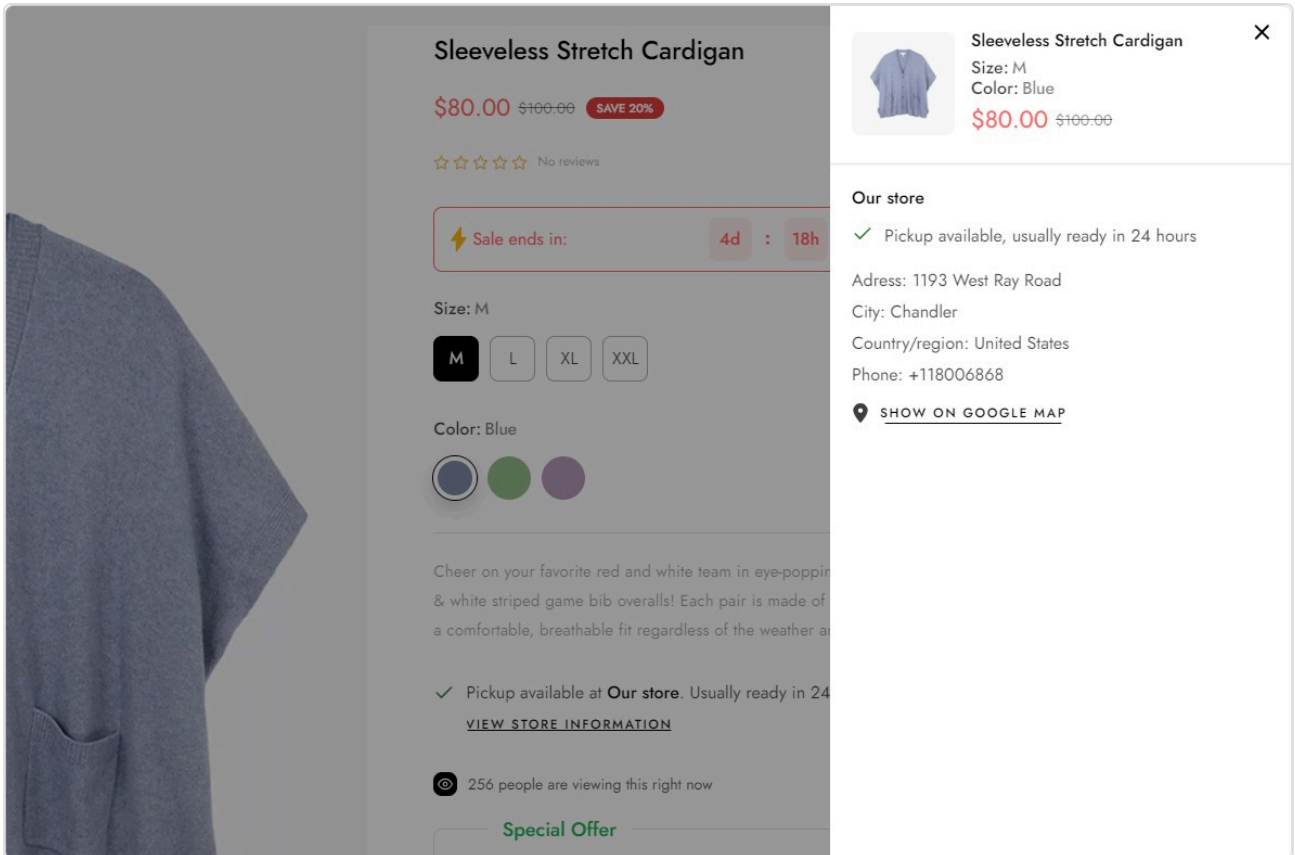 Sleeveless Stretch Cardigan
$80.00 $100.00 SAVE 20%
No reviews
Sale ends in: 4d : 18h
Size: M
M L XL XXL
Color: Blue
Cheer on your favorite red and white team in eye-poppin
& white striped game bib overalls! Each pair is made of
a comfortable, breathable fit regardless of the weather a
Pickup available at Our store. Usually ready in 24
VIEW STORE INFORMATION
256 people are viewing this right now
Special Offer
Sleeveless Stretch Cardigan
Size: M
Color: Blue
$80.00 $100.00
Our store
Pickup available, usually ready in 24 hours
Adress: 1193 West Ray Road
City: Chandler
Country/region: United States
Phone: +118006868
SHOW ON GOOGLE MAP